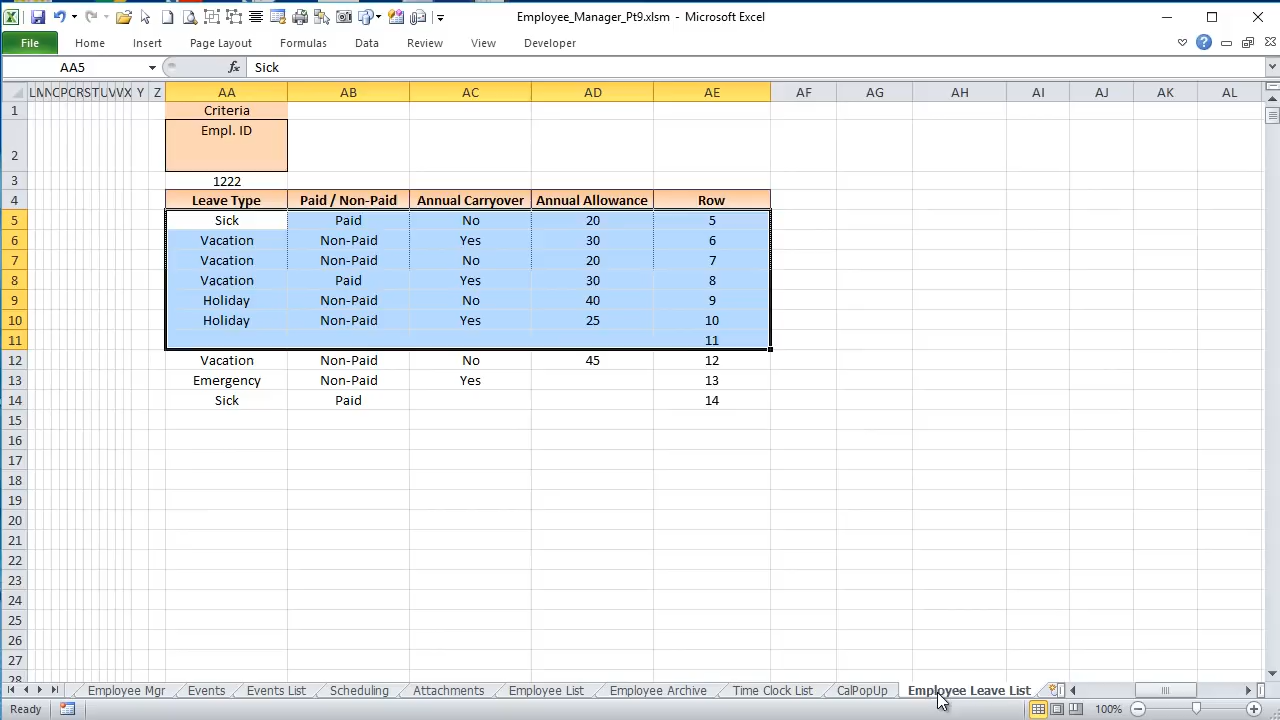 Employee_Manager_Pt9.xlsm - Microsoft Excel
File Home Insert Page Layout Formulas Data Review View Developer
AA5 fx Sick
Y Z AA AB AC AD AE AF AG AH AI AJ AK AL
1 Criteria
2 Empl. ID
3 1222
4 Leave Type Paid / Non-Paid Annual Carryover Annual Allowance Row
5 Sick Paid No 20 5
6 Vacation Non-Paid Yes 30 6
7 Vacation Non-Paid No 20 7
8 Vacation Paid Yes 30 8
9 Holiday Non-Paid No 40 9
10 Holiday Non-Paid Yes 25 10
11 11
12 Vacation Non-Paid No 45 12
13 Emergency Non-Paid Yes 13
14 Sick Paid 14
15
16
17
18
19
20
21
22
23
24
25
26
27
28
Employee Mgr Events Events List Scheduling Attachments Employee List Employee Archive Time Clock List CalPopUp Employee Leave List
Ready 100%